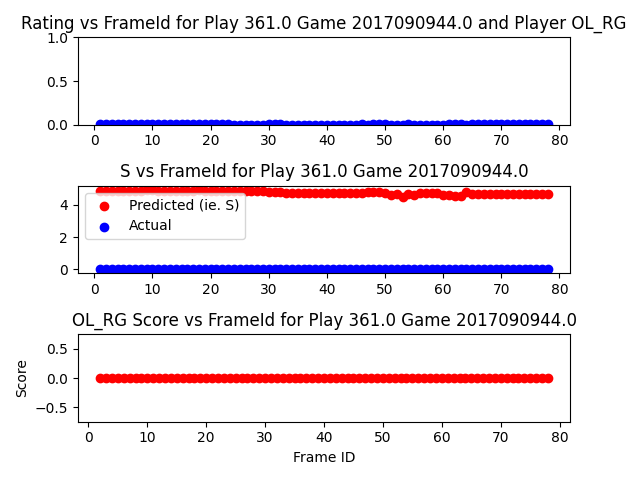 Rating vs FrameId for Play 361.0 Game 2017090944.0 and Player OL_RG
1.0
0.5
0.0
0 10 20 30 40 50 60 70 80
S vs FrameId for Play 361.0 Game 2017090944.0
4
2
0
Predicted (ie. S)
Actual
0 10 20 30 40 50 60 70 80
OL_RG Score vs FrameId for Play 361.0 Game 2017090944.0
Score
0.5
0.0
−0.5
0 10 20 30 40 50 60 70 80
Frame ID